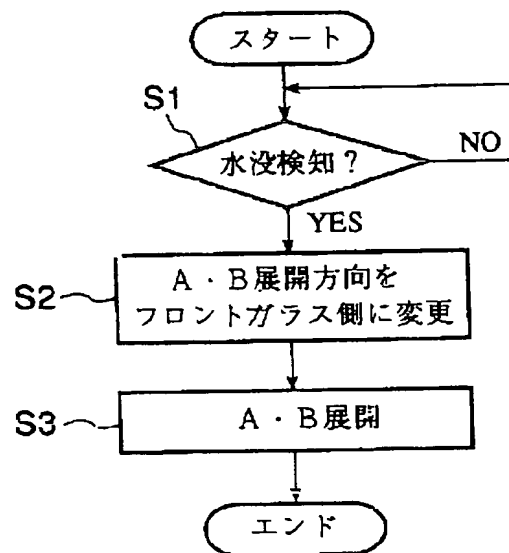 スタート
S1
水没検知？
NO
YES
S2
A・B展開方向を
フロントガラス側に変更
S3
A・B展開
エンド